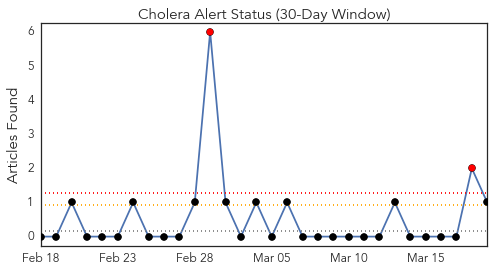 Cholera Alert Status (30-Day Window)
Articles Found
6
5
4
3
2
1
0
Feb 18 Feb 23 Feb 28 Mar 05 Mar 10 Mar 15